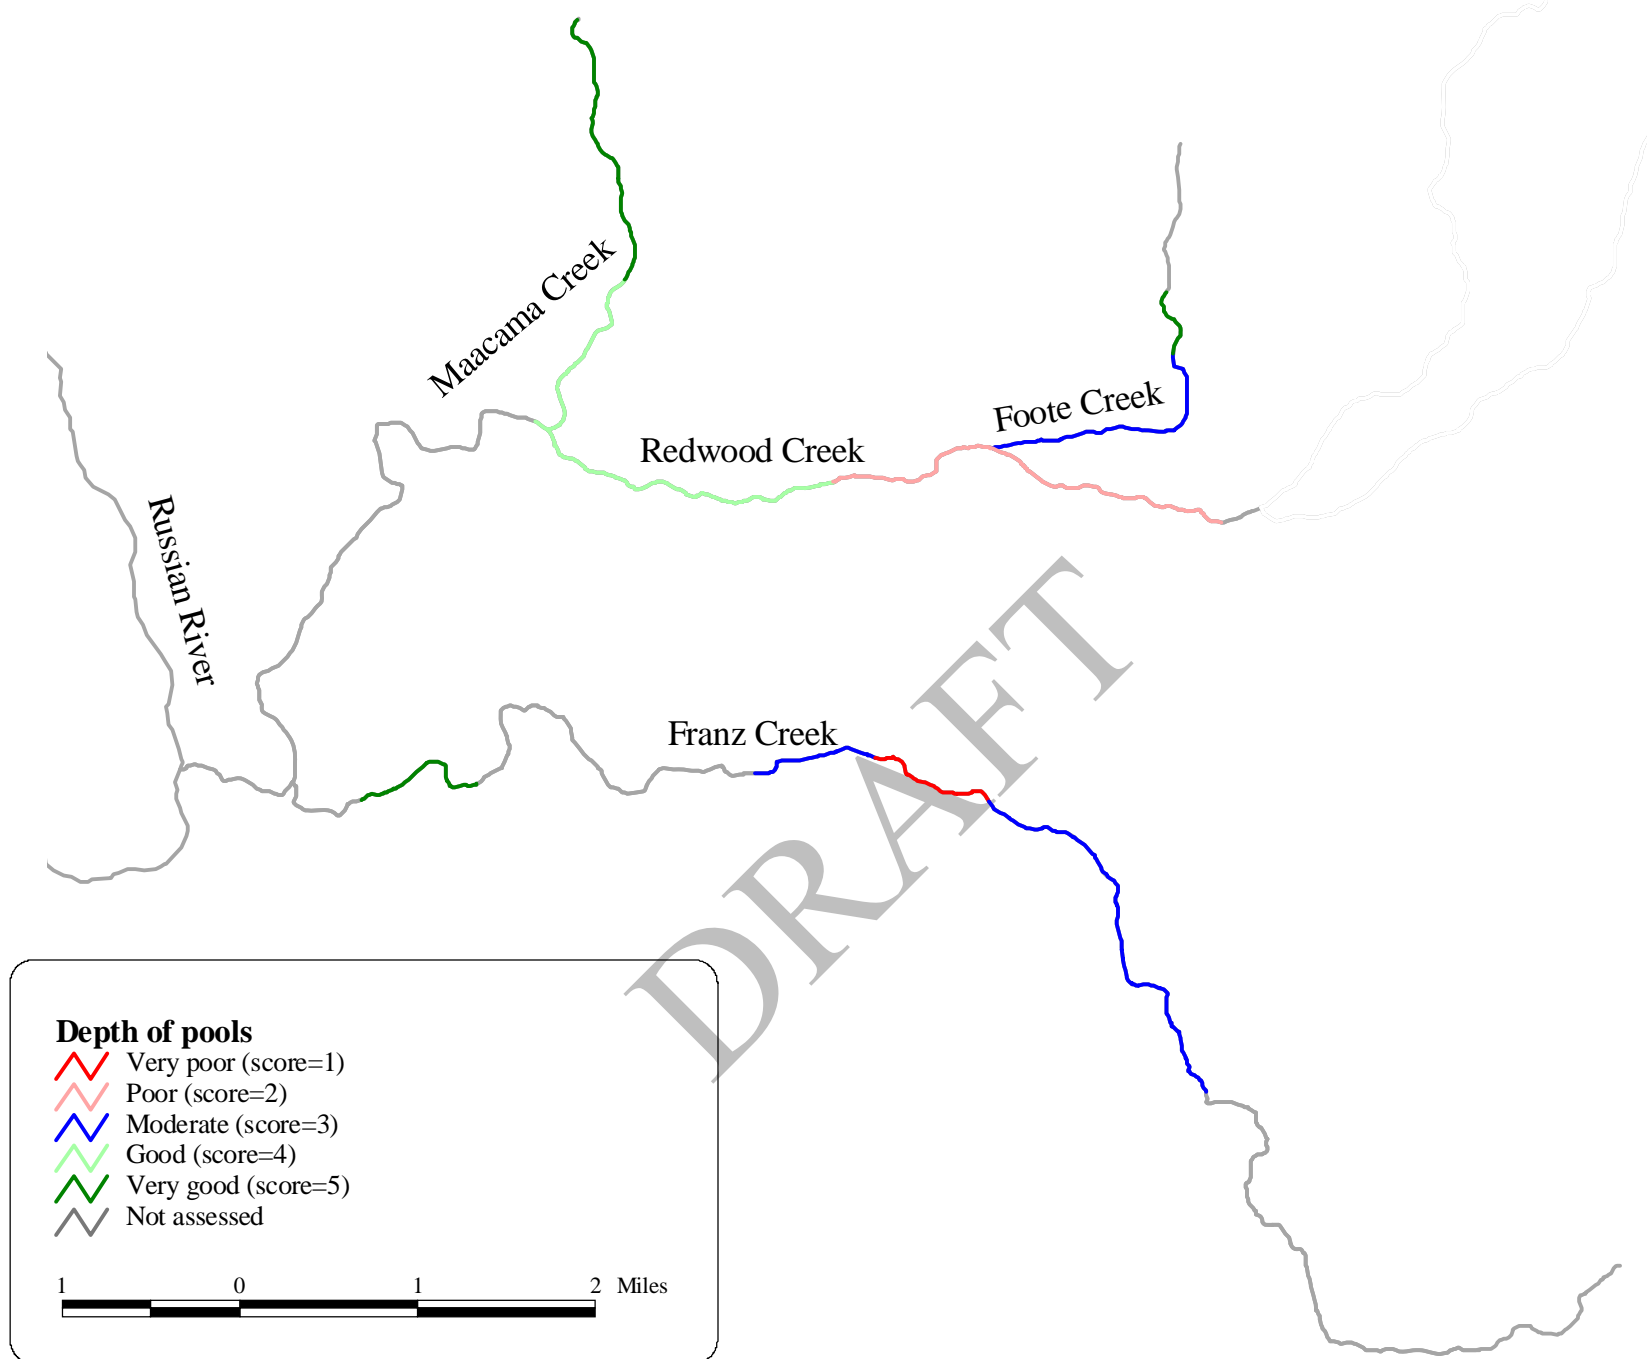 Maacama Creek
Foote Creek
Redwood Creek
Russian River
Franz Creek
DRAFT
Depth of pools
Very poor (score=1)
Poor (score=2)
Moderate (score=3)
Good (score=4)
Very good (score=5)
Not assessed
1 0 1 2 Miles